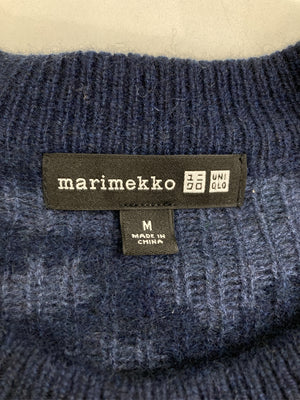 marimekko ユニ クロ UNI QLO
M
MADE IN
CHINA